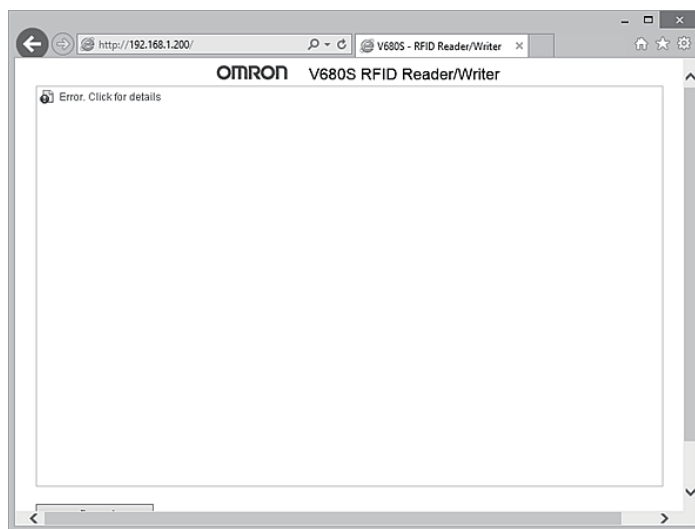 http://192.168.1.200/
V680S - RFID Reader/Writer
OMRON V680S RFID Reader/Writer
Error. Click for details